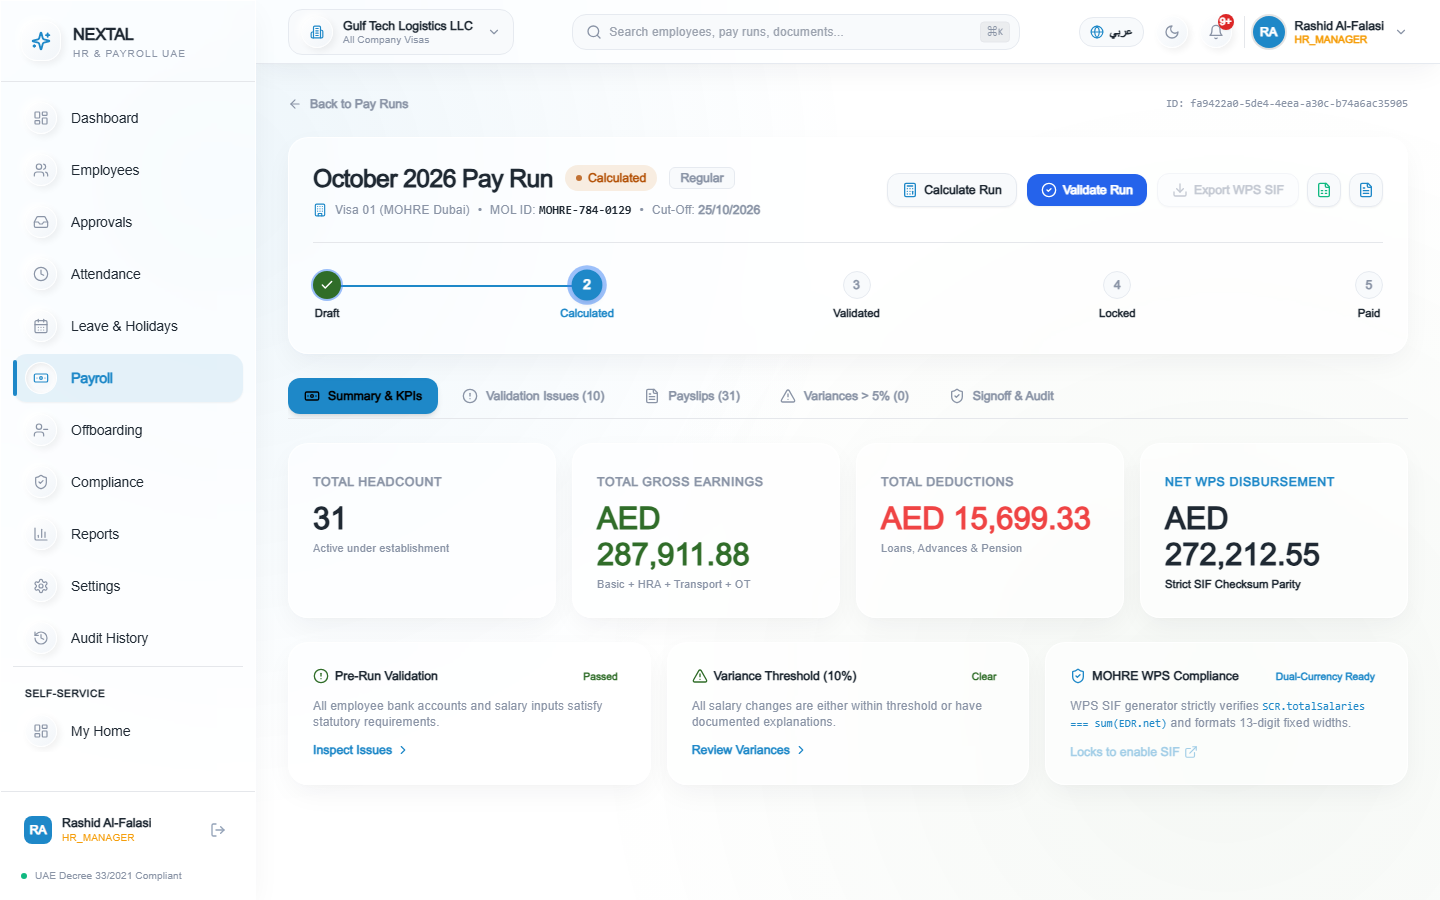 NEXTAL
HR & PAYROLL UAE
Gulf Tech Logistics LLC
All Company Visas
Search employees, pay runs, documents...
⌘K
عربي
9+
RA
Rashid Al-Falasi
HR_MANAGER
Dashboard
Employees
Approvals
Attendance
Leave & Holidays
Payroll
Offboarding
Compliance
Reports
Settings
Audit History
SELF-SERVICE
My Home
RA
Rashid Al-Falasi
HR_MANAGER
UAE Decree 33/2021 Compliant
Back to Pay Runs
ID: fa9422a0-5de4-4eea-a30c-b74a6ac35905
October 2026 Pay Run
Calculated
Regular
Visa 01 (MOHRE Dubai) • MOL ID: MOHRE-784-0129 • Cut-Off: 25/10/2026
Calculate Run
Validate Run
Export WPS SIF
2
3
4
5
Draft
Calculated
Validated
Locked
Paid
Summary & KPIs
Validation Issues (10)
Payslips (31)
Variances > 5% (0)
Signoff & Audit
TOTAL HEADCOUNT
31
Active under establishment
TOTAL GROSS EARNINGS
AED
287,911.88
Basic + HRA + Transport + OT
TOTAL DEDUCTIONS
AED 15,699.33
Loans, Advances & Pension
NET WPS DISBURSEMENT
AED
272,212.55
Strict SIF Checksum Parity
Pre-Run Validation
Passed
All employee bank accounts and salary inputs satisfy
statutory requirements.
Inspect Issues
Variance Threshold (10%)
Clear
All salary changes are either within threshold or have
documented explanations.
Review Variances
MOHRE WPS Compliance
Dual-Currency Ready
WPS SIF generator strictly verifies SCR.totalSalaries
=== sum(EDR.net) and formats 13-digit fixed widths.
Locks to enable SIF